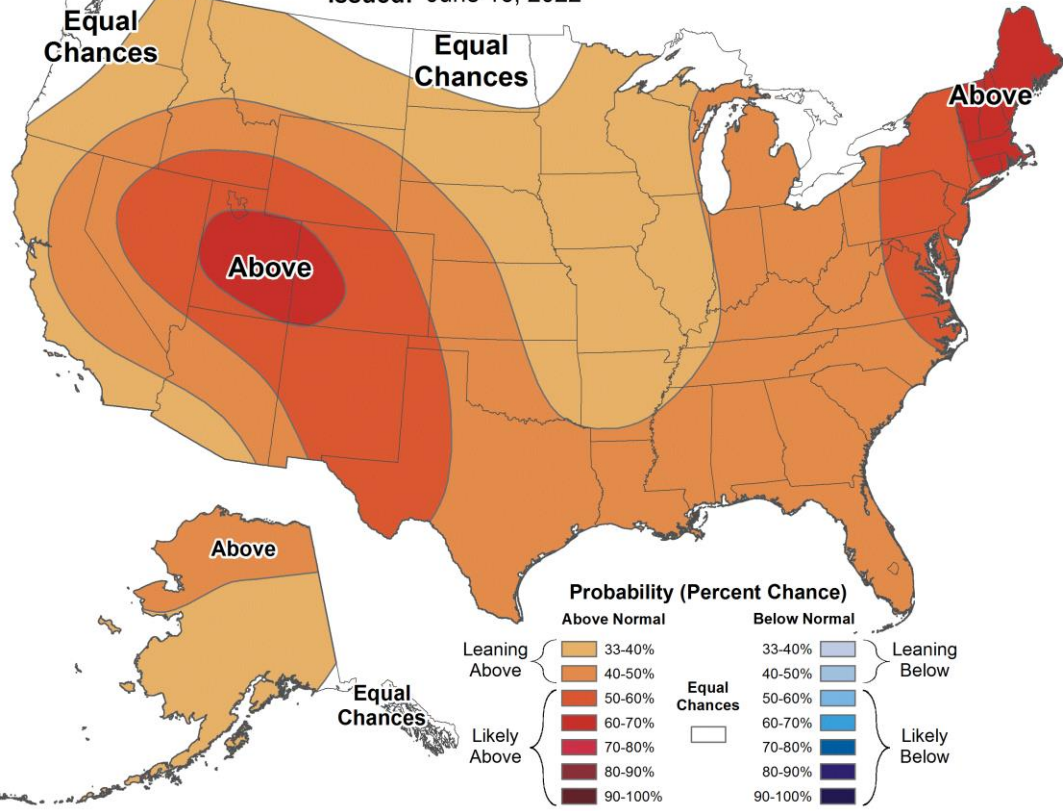 Equal
Chances
Equal
Chances
Above
Above
Above
Equal
Chances
Probability (Percent Chance)
Above Normal
Below Normal
Leaning
Above
33-40%
40-50%
Likely
Above
50-60%
60-70%
70-80%
80-90%
90-100%
Equal
Chances
33-40%
40-50%
Leaning
Below
50-60%
60-70%
70-80%
80-90%
90-100%
Likely
Below